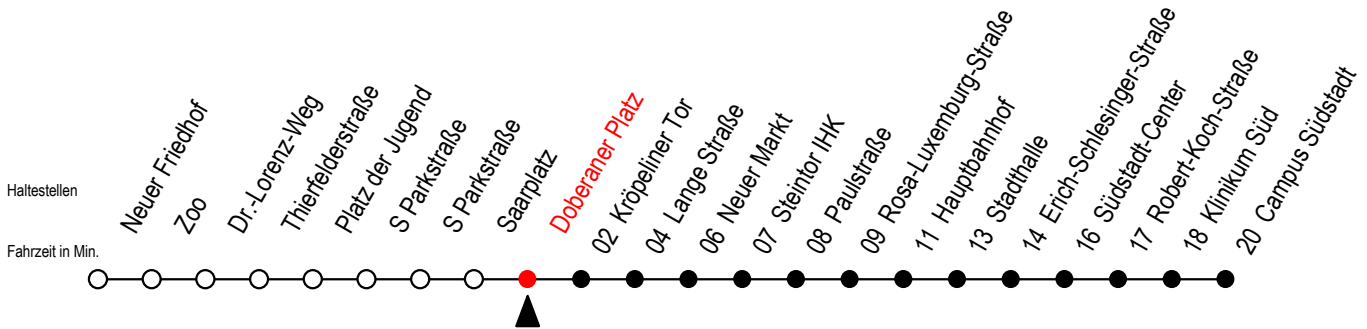 Haltestellen
Fahrzeit in Min.
Neuer Friedhof
Zoo
Dr.-Lorenz-Weg
Thierfelderstraße
Platz der Jugend
S Parkstraße
S Parkstraße
Saarplatz
Doberaner Platz
02 Kröpeliner Tor
04 Lange Straße
06 Neuer Markt
07 Steintor IHK
08 Paulstraße
09 Rosa-Luxemburg-Straße
11 Hauptbahnhof
13 Stadthalle
14 Erich-Schlesinger-Straße
16 Südstadt-Center
17 Robert-Koch-Straße
18 Klinikum Süd
20 Campus Südstadt